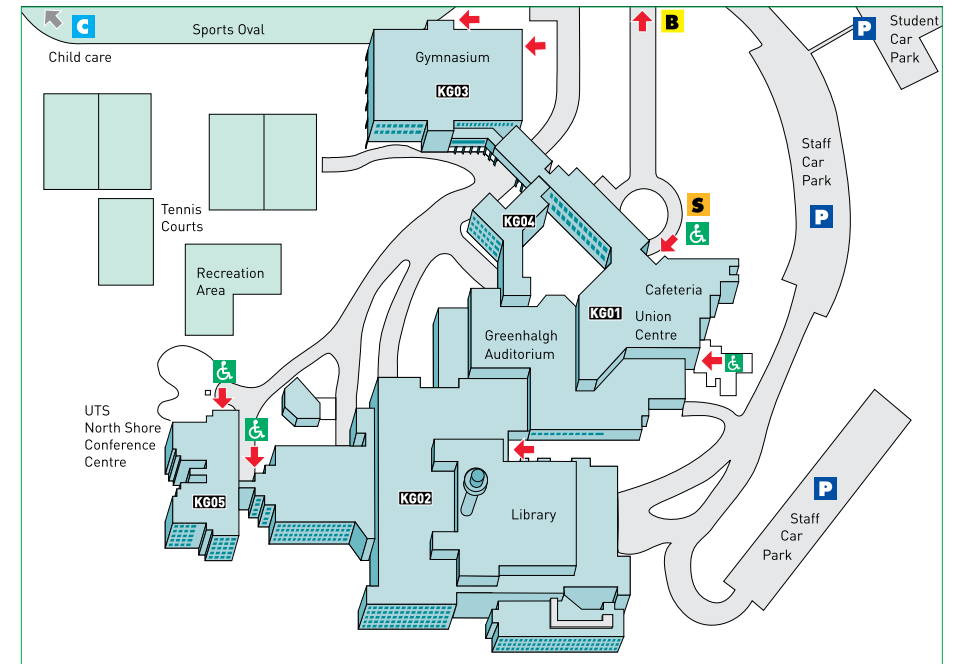 C
Child care
Sports Oval
B
P
Student
Car
Park
Gymnasium
KG03
Staff
Car
Park
P
Tennis
Courts
KG04
S
Recreation
Area
Cafeteria
KG01
Union
Centre
Greenhalgh
Auditorium
UTS
North Shore
Conference
Centre
KG05
KG02
Library
P
Staff
Car
Park